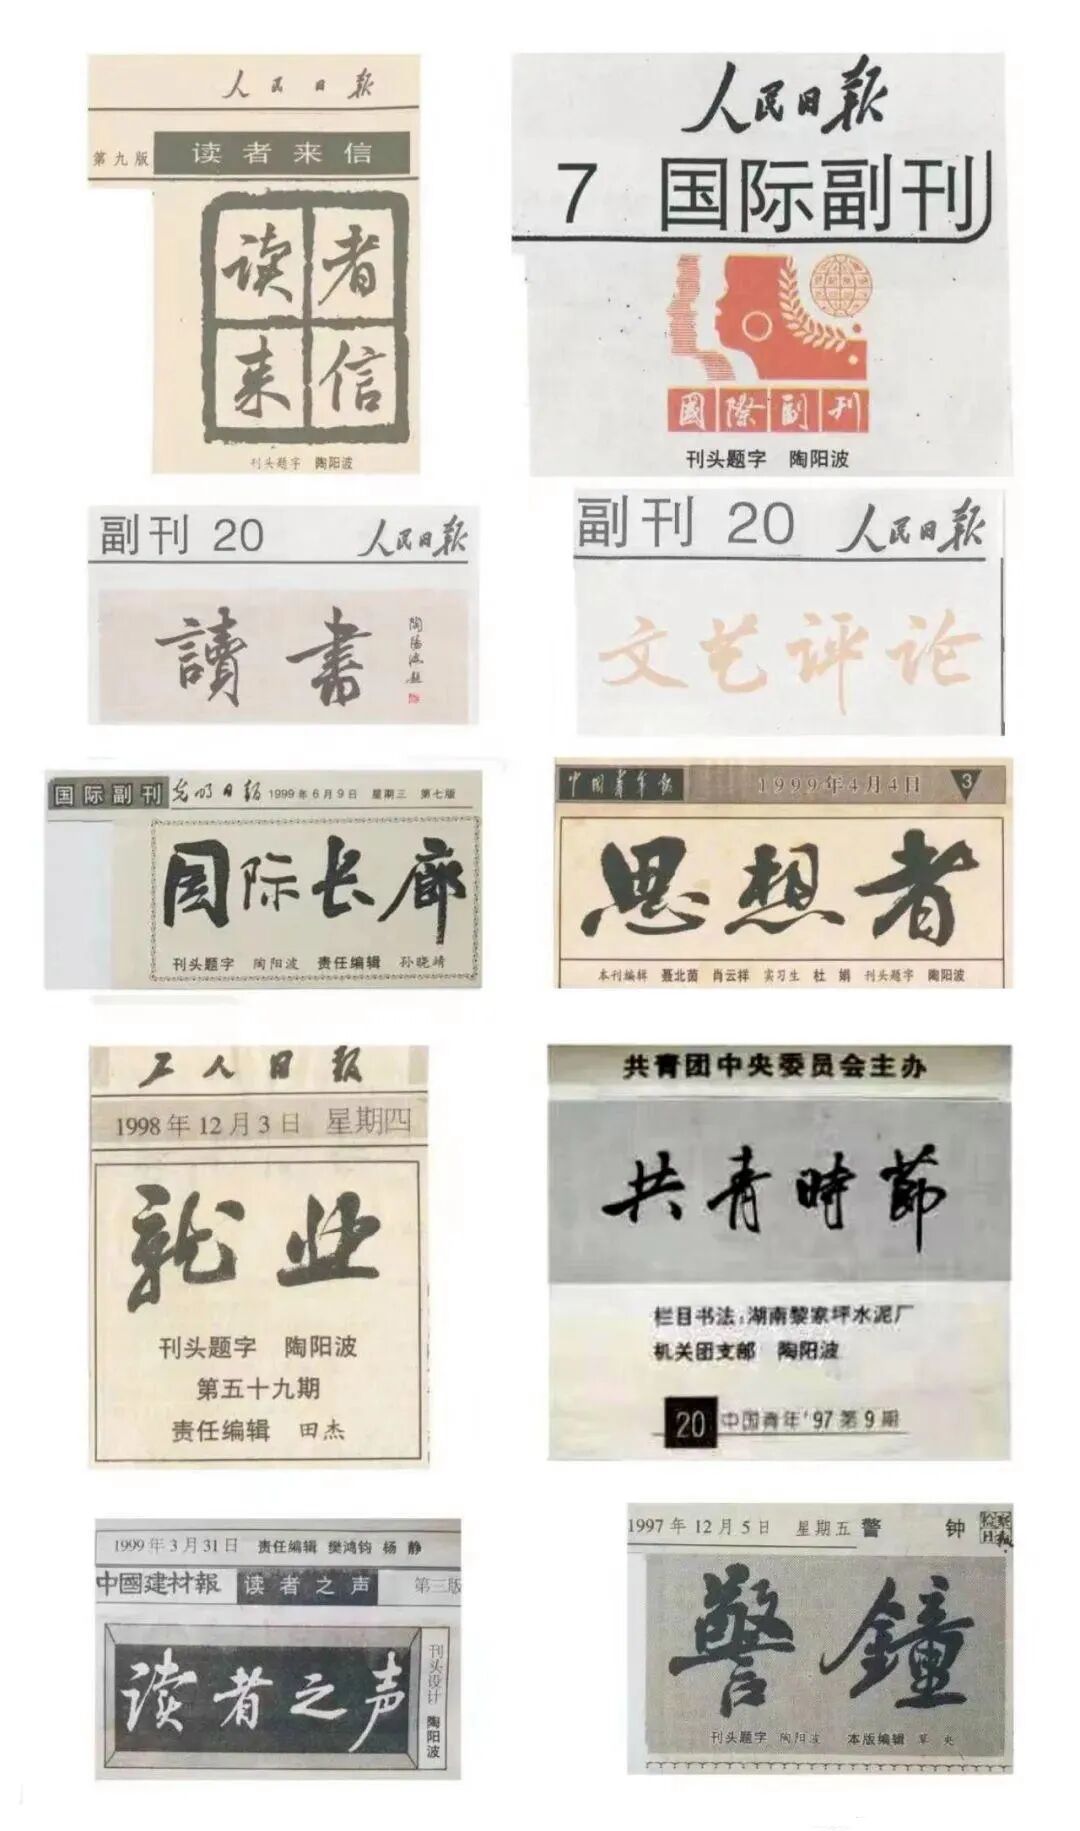 人民日报
第九版 读者来信
读者
来信
刊头题字 陶阳波
人民日报
7 国际副刊
國際副刊
刊头题字 陶阳波
副刊 20 人民日报
讀書
陶陽波题
副刊 20 人民日报
文艺评论
国际副刊 光明日报 1999年6月9日 星期三 第七版
国际长廊
刊头题字 陶阳波 责任编辑 孙晓靖
中国青年报 1999年4月4日 3
思想者
本刊编辑 聂北茵 肖云祥 实习生 杜娟 刊头题字 陶阳波
工人日报
1998年12月3日 星期四
就业
刊头题字 陶阳波
第五十九期
责任编辑 田杰
共青团中央委员会主办
共青時節
栏目书法：湖南黎家坪水泥厂
机关团支部 陶阳波
20 中国青年'97第9期
1999年3月31日 责任编辑 樊鸿钧 杨静
中國建材報 读者之声 第三版
读者之声
刊头设计 陶阳波
1997年12月5日 星期五 警钟
警鐘
刊头题字 陶阳波 本版编辑